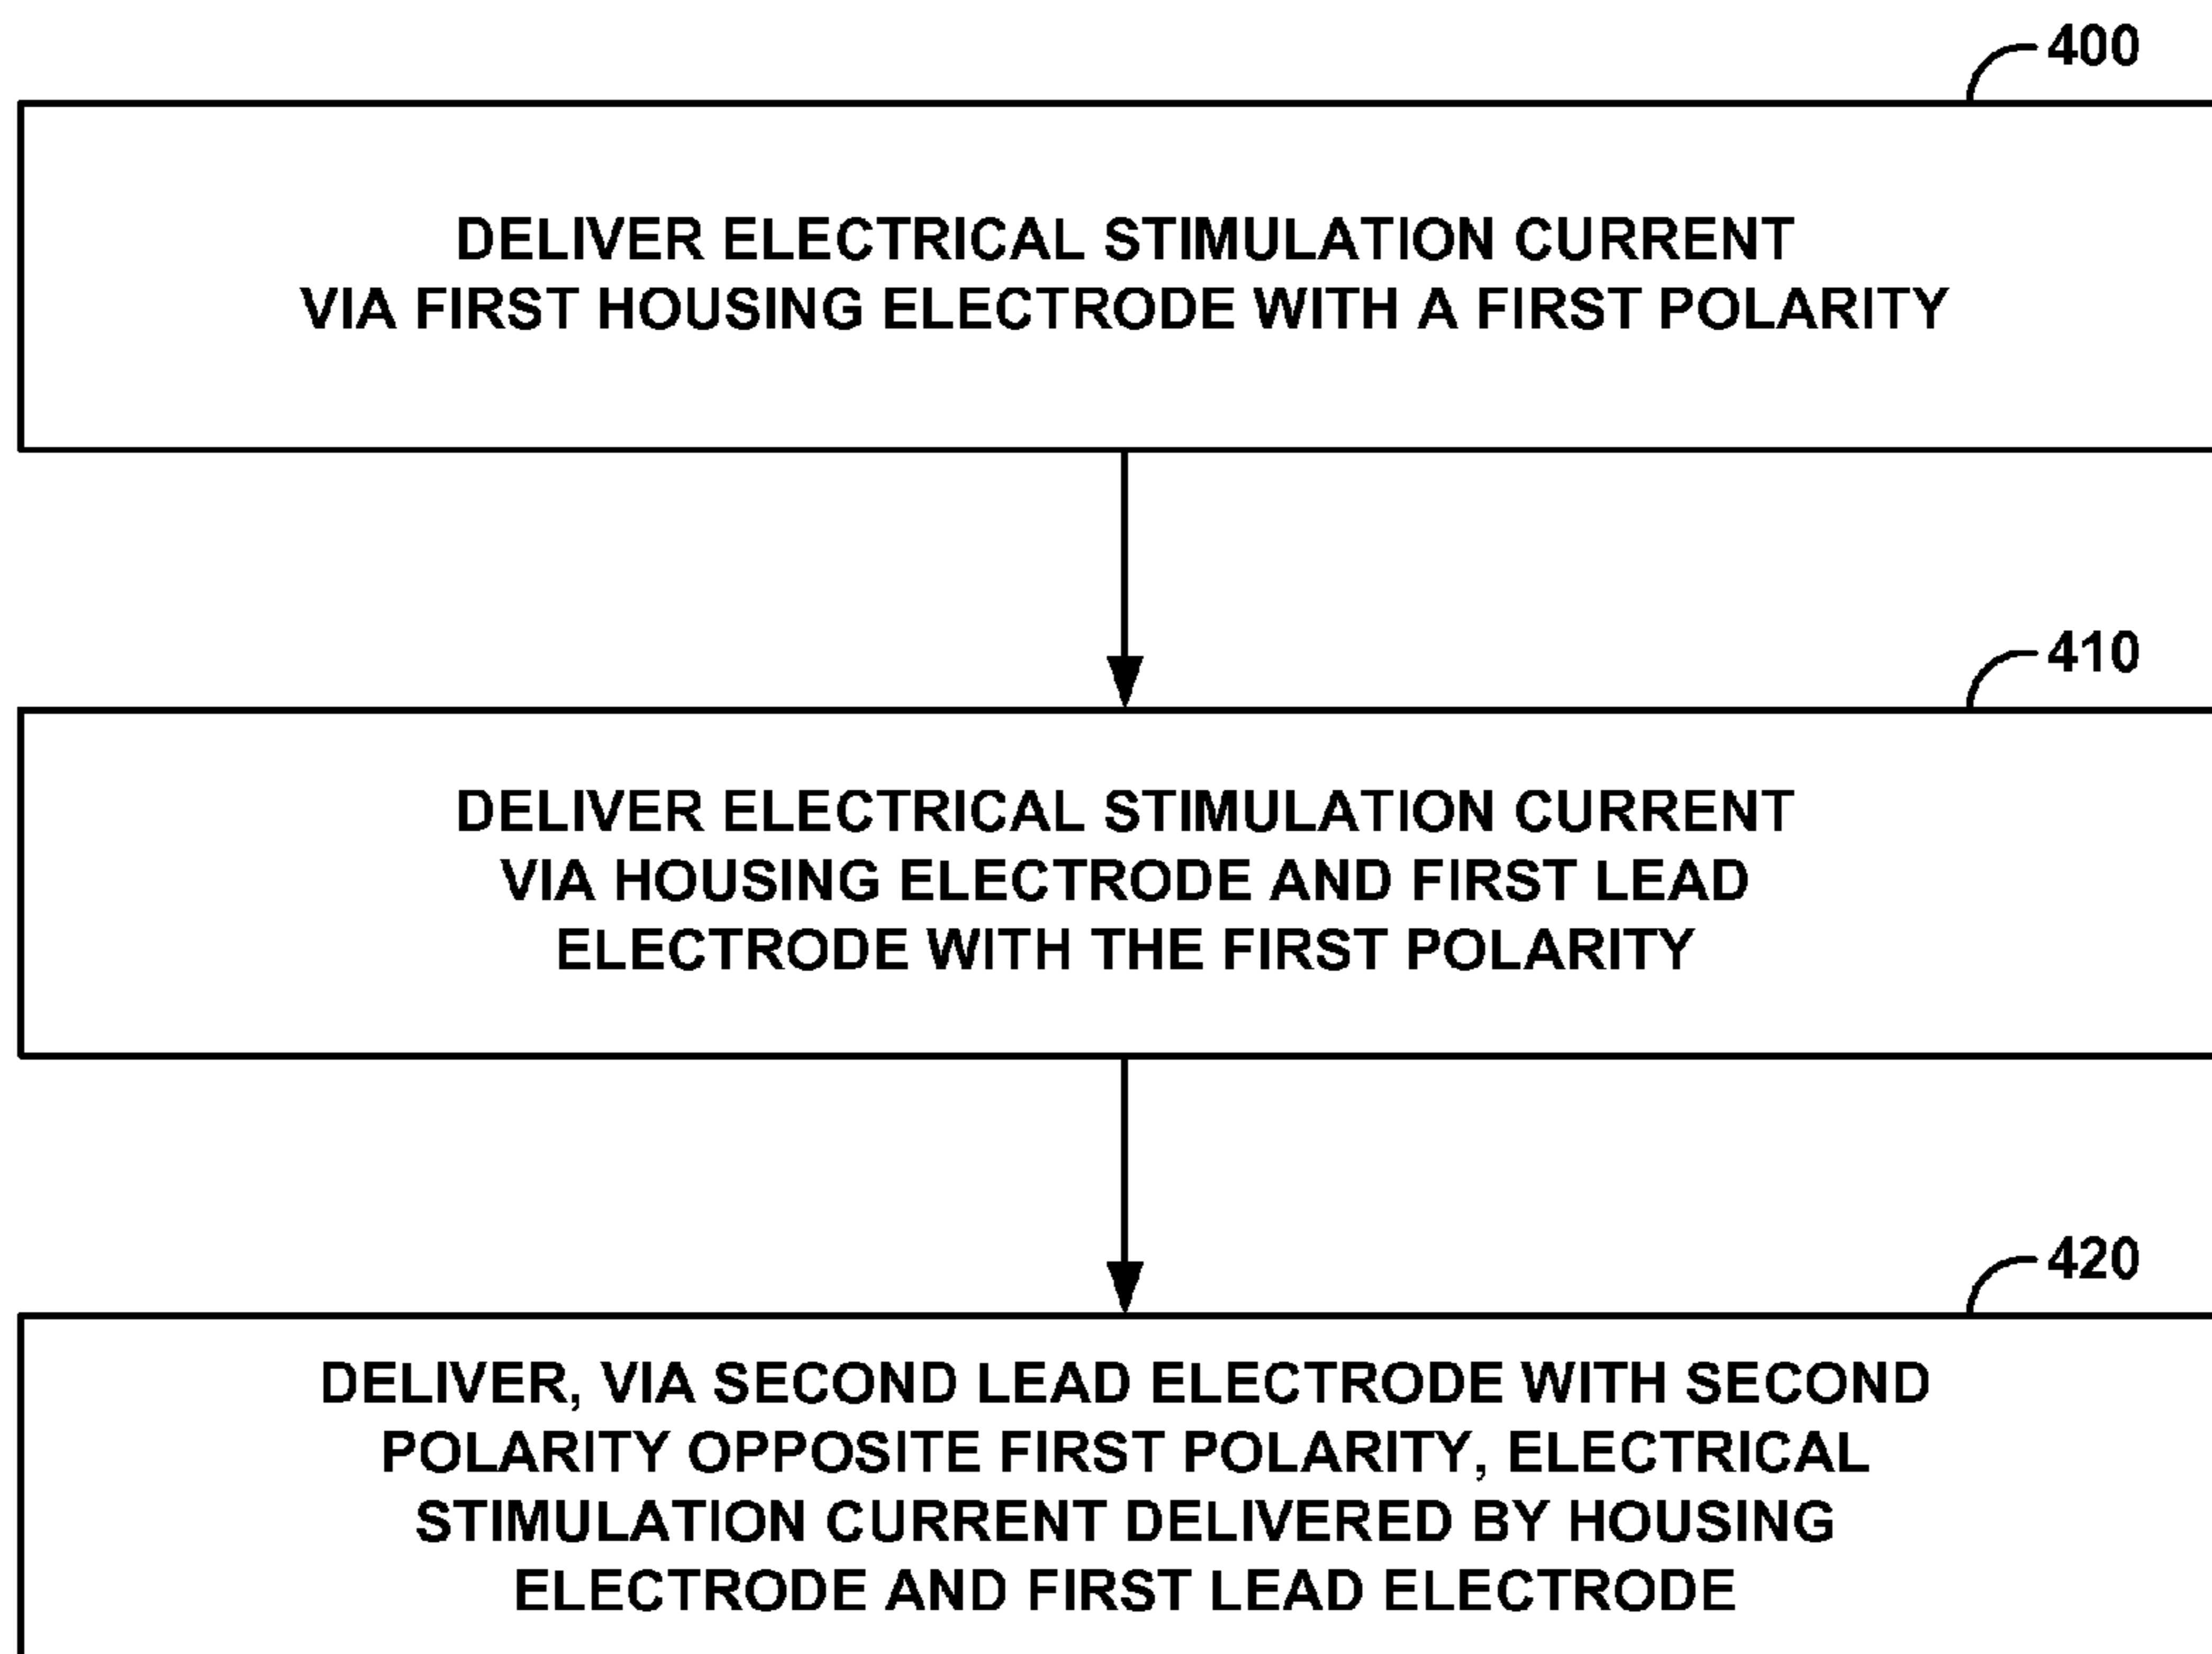 400
DELIVER ELECTRICAL STIMULATION CURRENT
VIA FIRST HOUSING ELECTRODE WITH A FIRST POLARITY
410
DELIVER ELECTRICAL STIMULATION CURRENT
VIA HOUSING ELECTRODE AND FIRST LEAD
ELECTRODE WITH THE FIRST POLARITY
420
DELIVER, VIA SECOND LEAD ELECTRODE WITH SECOND
POLARITY OPPOSITE FIRST POLARITY, ELECTRICAL
STIMULATION CURRENT DELIVERED BY HOUSING
ELECTRODE AND FIRST LEAD ELECTRODE